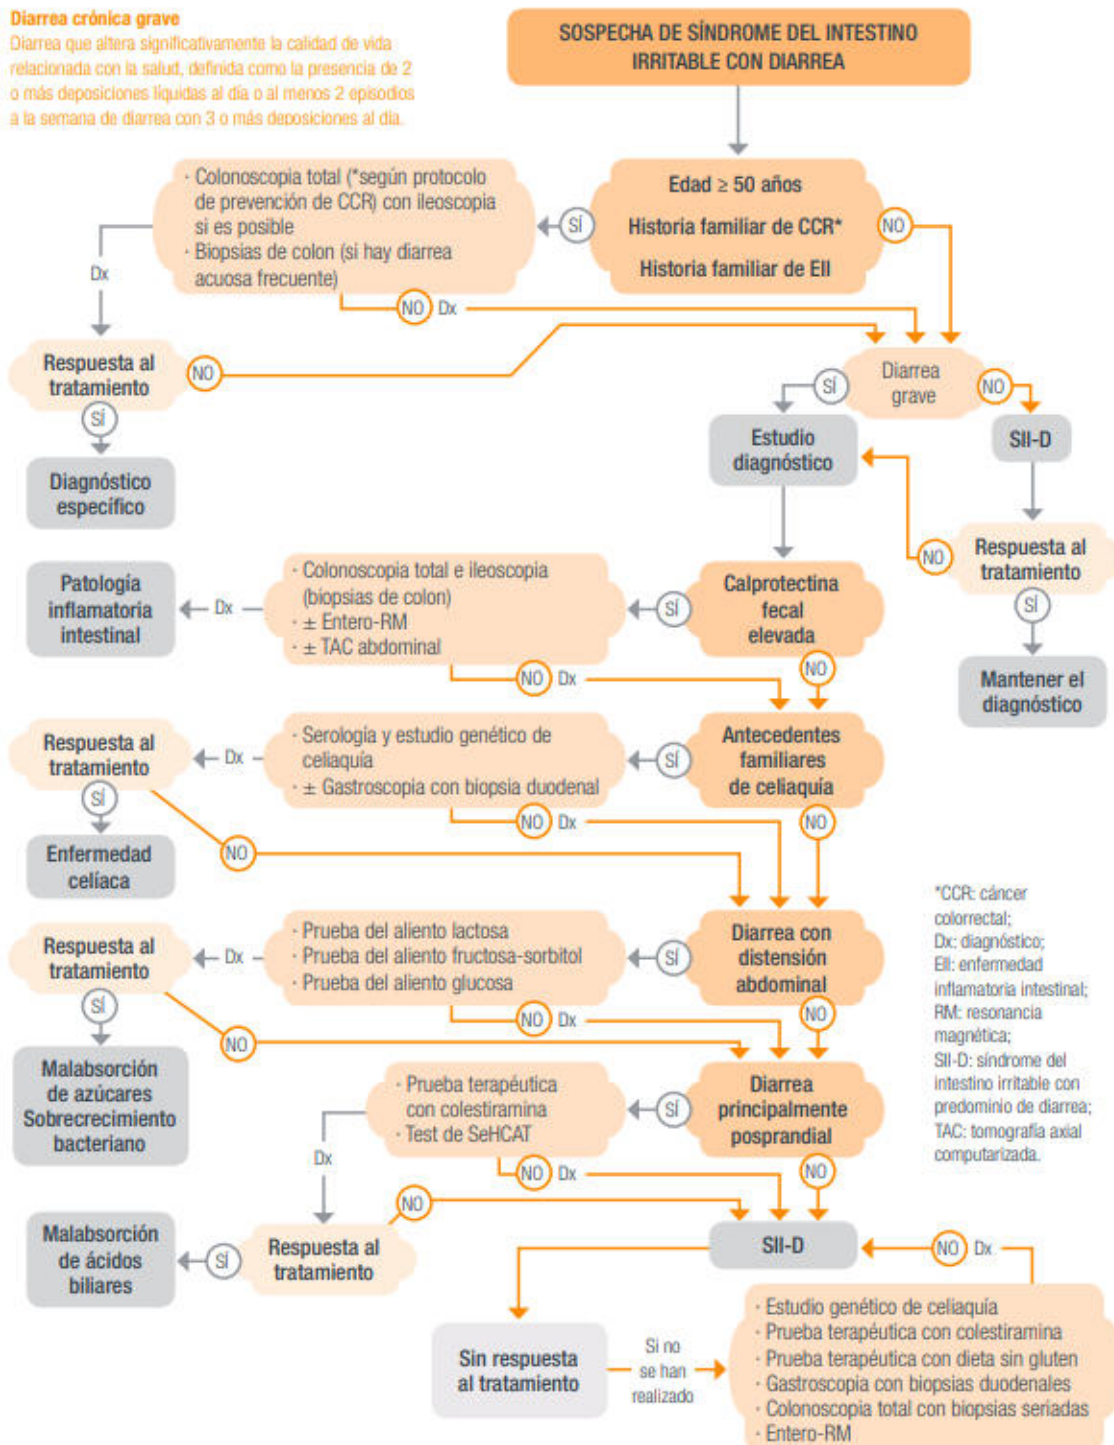 Diarrea crónica grave
Diarrea que altera significativamente la calidad de vida
relacionada con la salud, definida como la presencia de 2
o más deposiciones líquidas al día o al menos 2 episodios
a la semana de diarrea con 3 o más deposiciones al día.
SOSPECHA DE SÍNDROME DEL INTESTINO
IRRITABLE CON DIARREA
· Colonoscopia total (*según protocolo
de prevención de CCR) con ileoscopia
si es posible
· Biopsias de colon (si hay diarrea
acuosa frecuente)
SÍ
Edad ≥ 50 años
Historia familiar de CCR*
Historia familiar de EII
NO
Dx
NO Dx
Respuesta al
tratamiento
NO
SÍ
Diagnóstico
específico
SÍ
Diarrea
grave
NO
Estudio
diagnóstico
SII-D
NO
Respuesta al
tratamiento
SÍ
Mantener el
diagnóstico
Patología
inflamatoria
intestinal
Dx
· Colonoscopia total e ileoscopia
(biopsias de colon)
· ± Entero-RM
· ± TAC abdominal
SÍ
Calprotectina
fecal
elevada
NO Dx
NO
Respuesta al
tratamiento
Dx
· Serología y estudio genético de
celiaquía
· ± Gastroscopia con biopsia duodenal
SÍ
Antecedentes
familiares
de celiaquía
SÍ
NO Dx
NO
NO
Enfermedad
celíaca
Respuesta al
tratamiento
Dx
· Prueba del aliento lactosa
· Prueba del aliento fructosa-sorbitol
· Prueba del aliento glucosa
SÍ
Diarrea con
distensión
abdominal
SÍ
NO Dx
NO
NO
Malabsorción
de azúcares
Sobrecrecimiento
bacteriano
· Prueba terapéutica
con colestiramina
· Test de SeHCAT
SÍ
Diarrea
principalmente
posprandial
Dx
NO Dx
NO
NO
Malabsorción
de ácidos
biliares
SÍ
Respuesta al
tratamiento
SII-D
NO Dx
Sin respuesta
al tratamiento
Si no
se han
realizado
· Estudio genético de celiaquía
· Prueba terapéutica con colestiramina
· Prueba terapéutica con dieta sin gluten
· Gastroscopia con biopsias duodenales
· Colonoscopia total con biopsias seriadas
· Entero-RM
*CCR: cáncer
colorrectal;
Dx: diagnóstico;
EII: enfermedad
inflamatoria intestinal;
RM: resonancia
magnética;
SII-D: síndrome del
intestino irritable con
predominio de diarrea;
TAC: tomografía axial
computarizada.